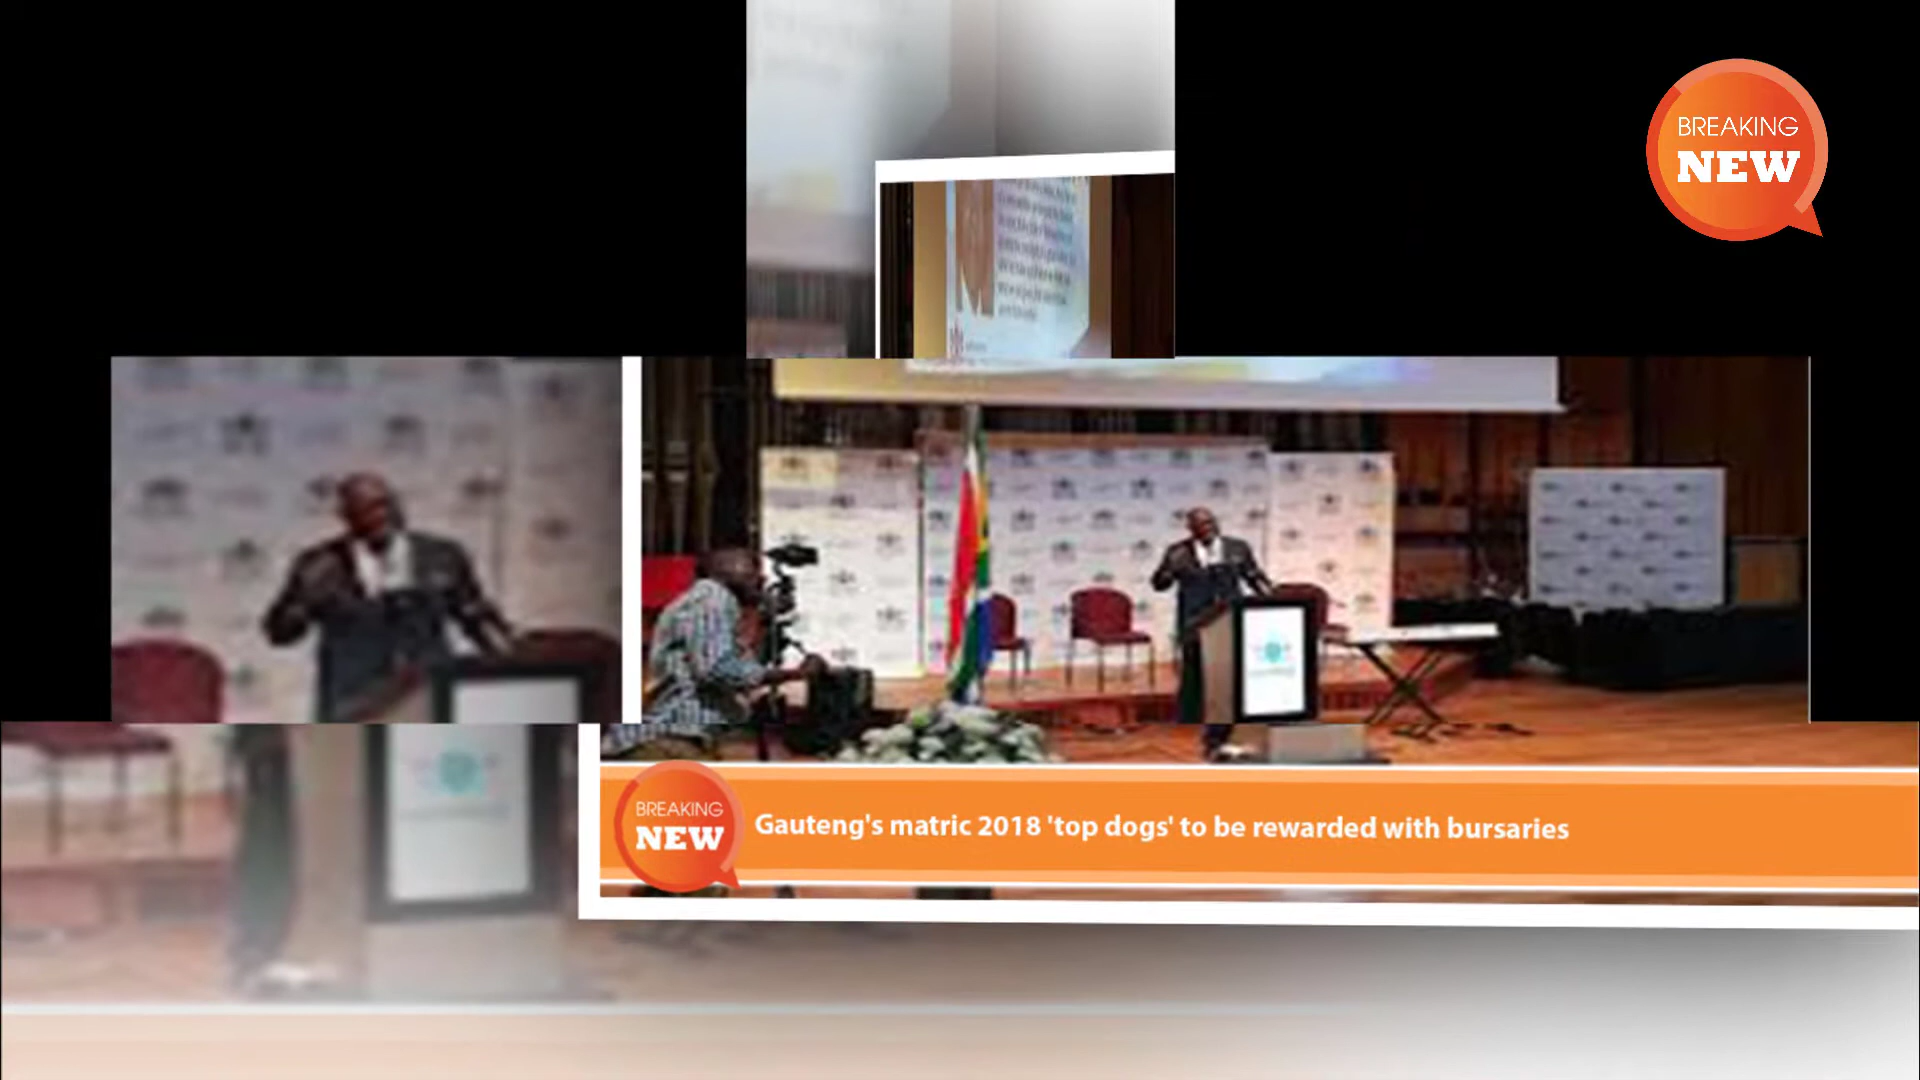 BREAKING
NEW
BREAKING
NEW
Gauteng's matric 2018 'top dogs' to be rewarded with bursaries